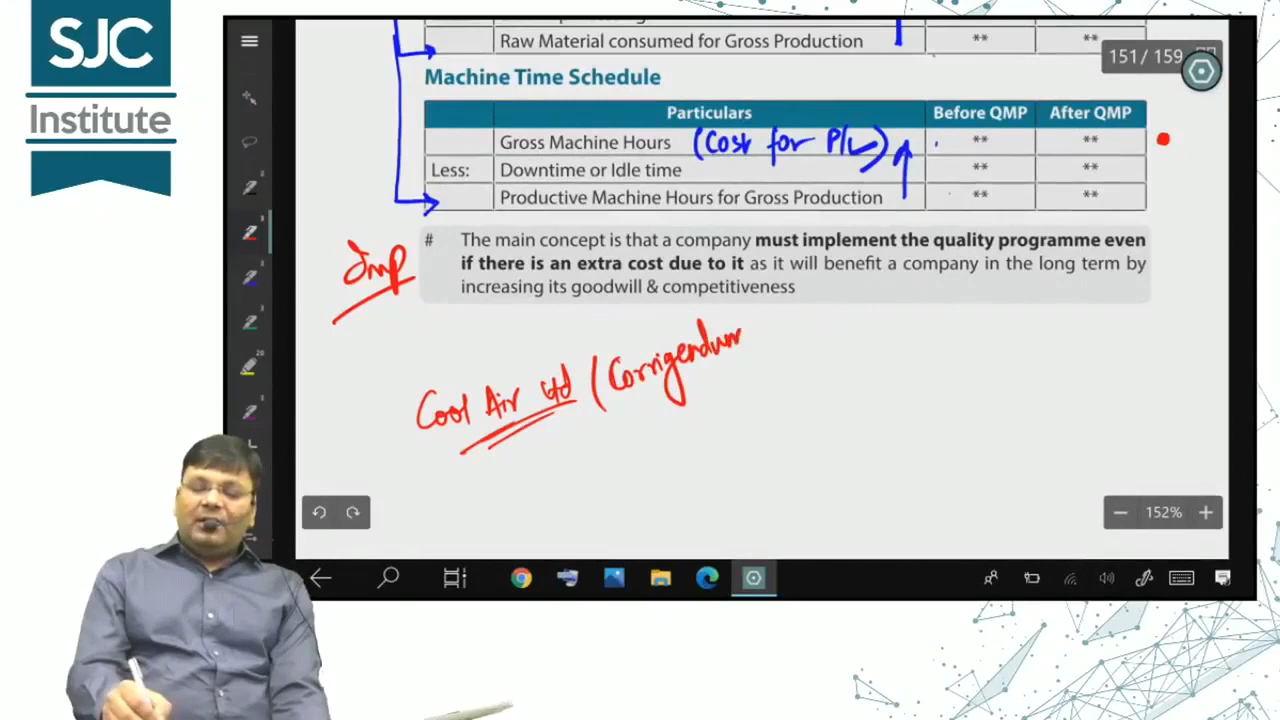 SJC
Institute
Raw Material consumed for Gross Production ** **
151 / 159
Machine Time Schedule
Particulars Before QMP After QMP
Gross Machine Hours (Cost for P/L) ** **
Less: Downtime or Idle time ** **
Productive Machine Hours for Gross Production ** **
Imp
# The main concept is that a company must implement the quality programme even
if there is an extra cost due to it as it will benefit a company in the long term by
increasing its goodwill & competitiveness
Cool Air Ltd (Corrigendum
152%